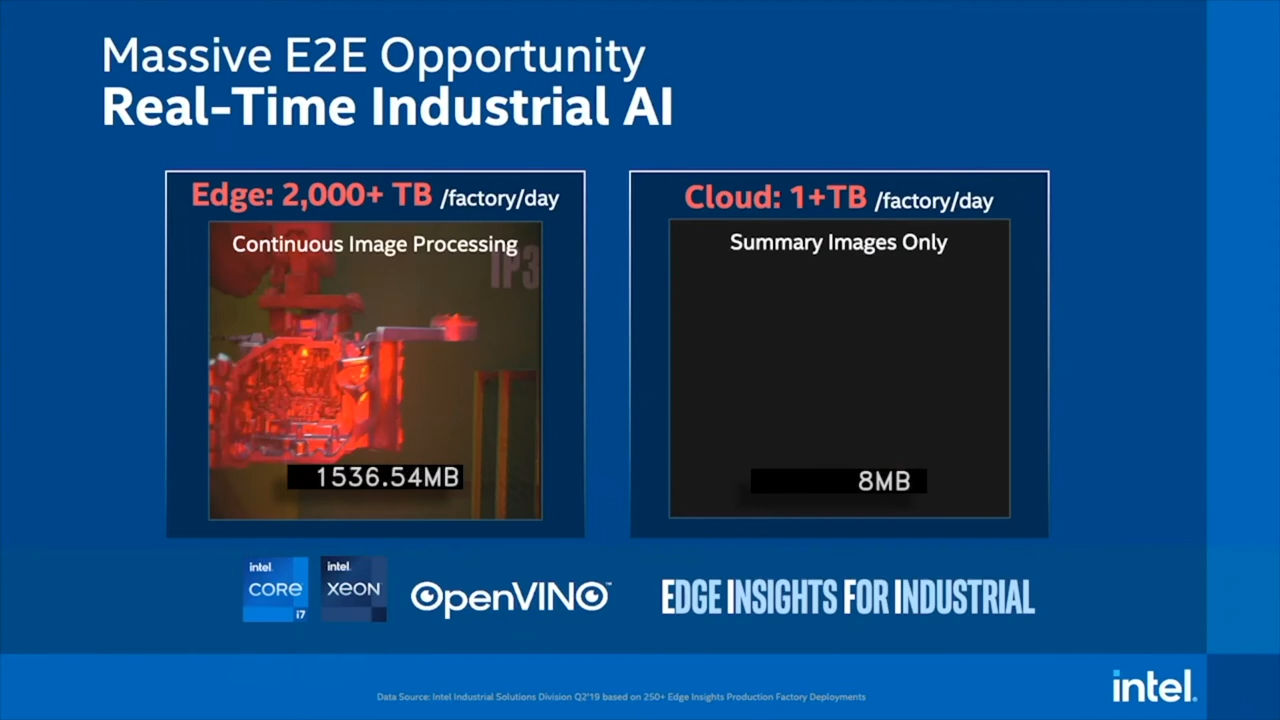 Massive E2E Opportunity
Real-Time Industrial AI
Edge: 2,000+ TB /factory/day
Continuous Image Processing
IP3
1536.54MB
Cloud: 1+TB /factory/day
Summary Images Only
8MB
intel.
CORE
i7
intel.
XEON
OpenVINO™
EDGE INSIGHTS FOR INDUSTRIAL
intel.
Data Source: Intel Industrial Solutions Division Q2'19 based on 250+ Edge Insights Production Factory Deployments